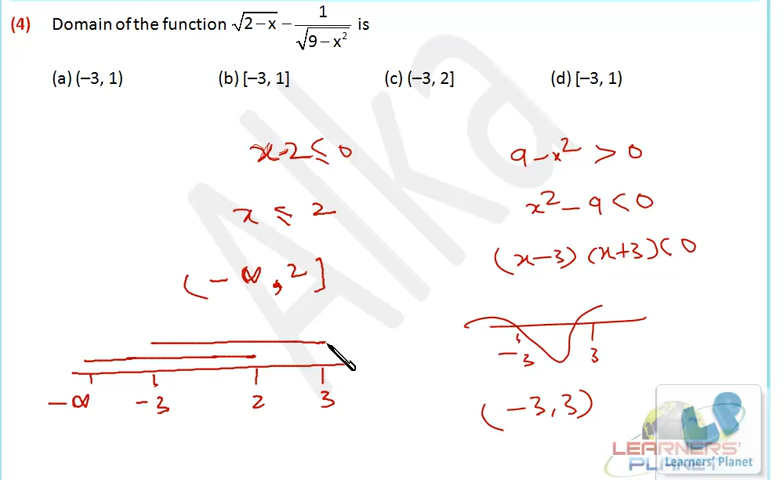 (4) Domain of the function √2–x – 1/√9–x² is
(a) (–3, 1) (b) [–3, 1] (c) (–3, 2] (d) [–3, 1)
x-2 ≤ 0
9-x² > 0
x ≤ 2
x² - 9 < 0
(x-3) (x+3) < 0
(-∞, 2]
-3 3
-∞ -3 2 3
(-3, 3)
Alka
LEARNERS'
PLANET
LP
Learners' Planet